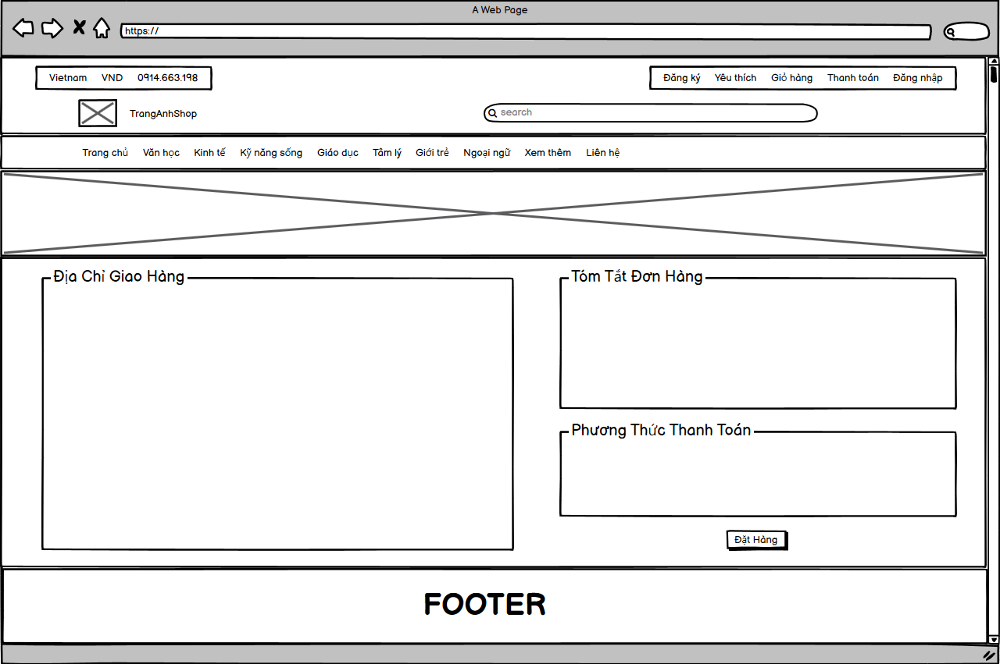 A Web Page
https://
Vietnam VND 0914.663.198
Đăng ký Yêu thích Giỏ hàng Thanh toán Đăng nhập
TrangAnhShop
search
Trang chủ Văn học Kinh tế Kỹ năng sống Giáo dục Tâm lý Giới trẻ Ngoại ngữ Xem thêm Liên hệ
Địa Chỉ Giao Hàng
Tóm Tắt Đơn Hàng
Phương Thức Thanh Toán
Đặt Hàng
FOOTER